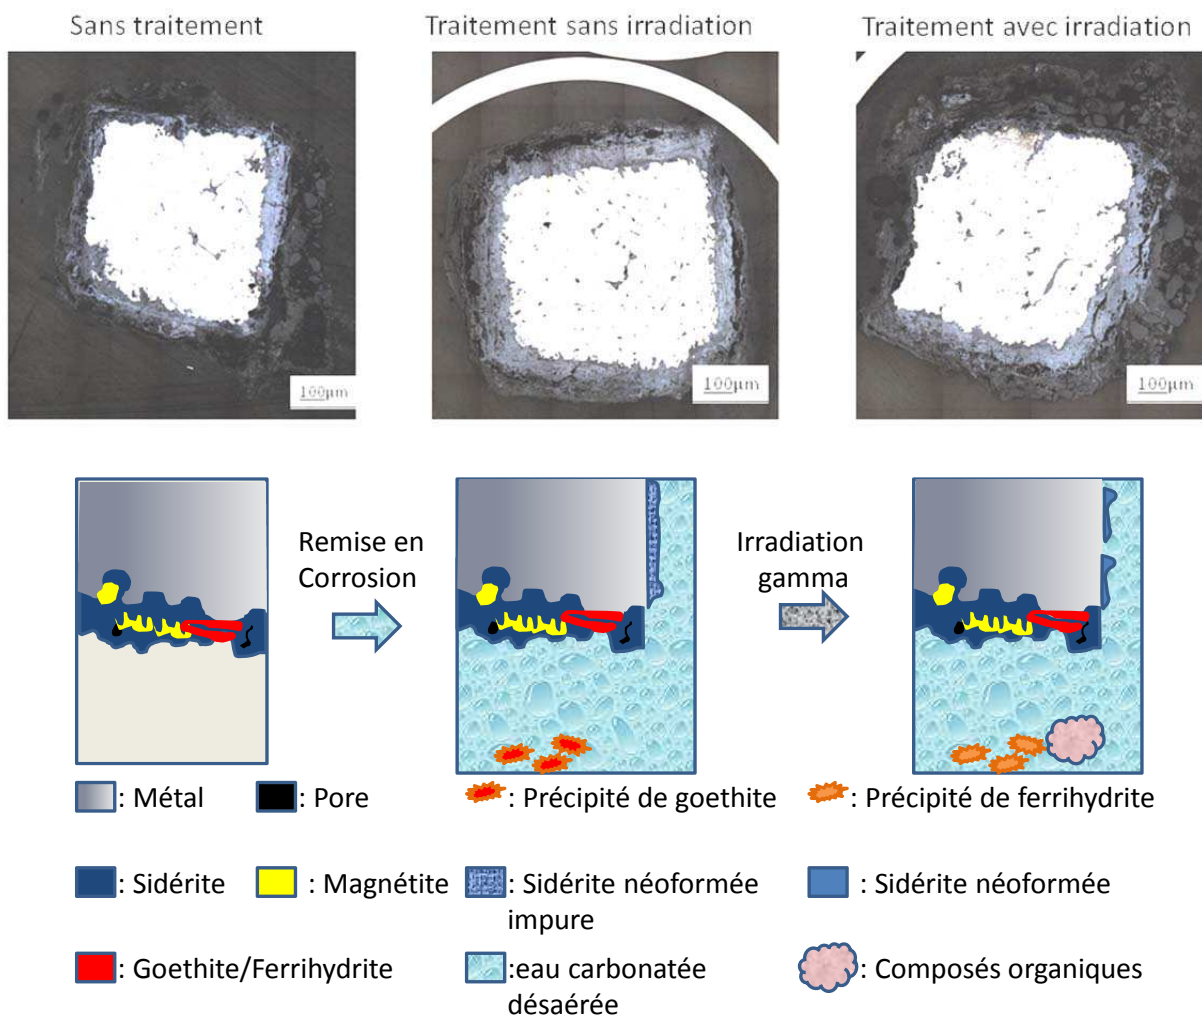 Sans traitement
Traitement sans irradiation
Traitement avec irradiation
100µm
100µm
100µm
Remise en
Corrosion
Irradiation
gamma
: Métal
: Pore
: Précipité de goethite
: Précipité de ferrihydrite
: Sidérite
: Magnétite
: Sidérite néoformée
impure
: Sidérite néoformée
: Goethite/Ferrihydrite
:eau carbonatée
désaérée
: Composés organiques